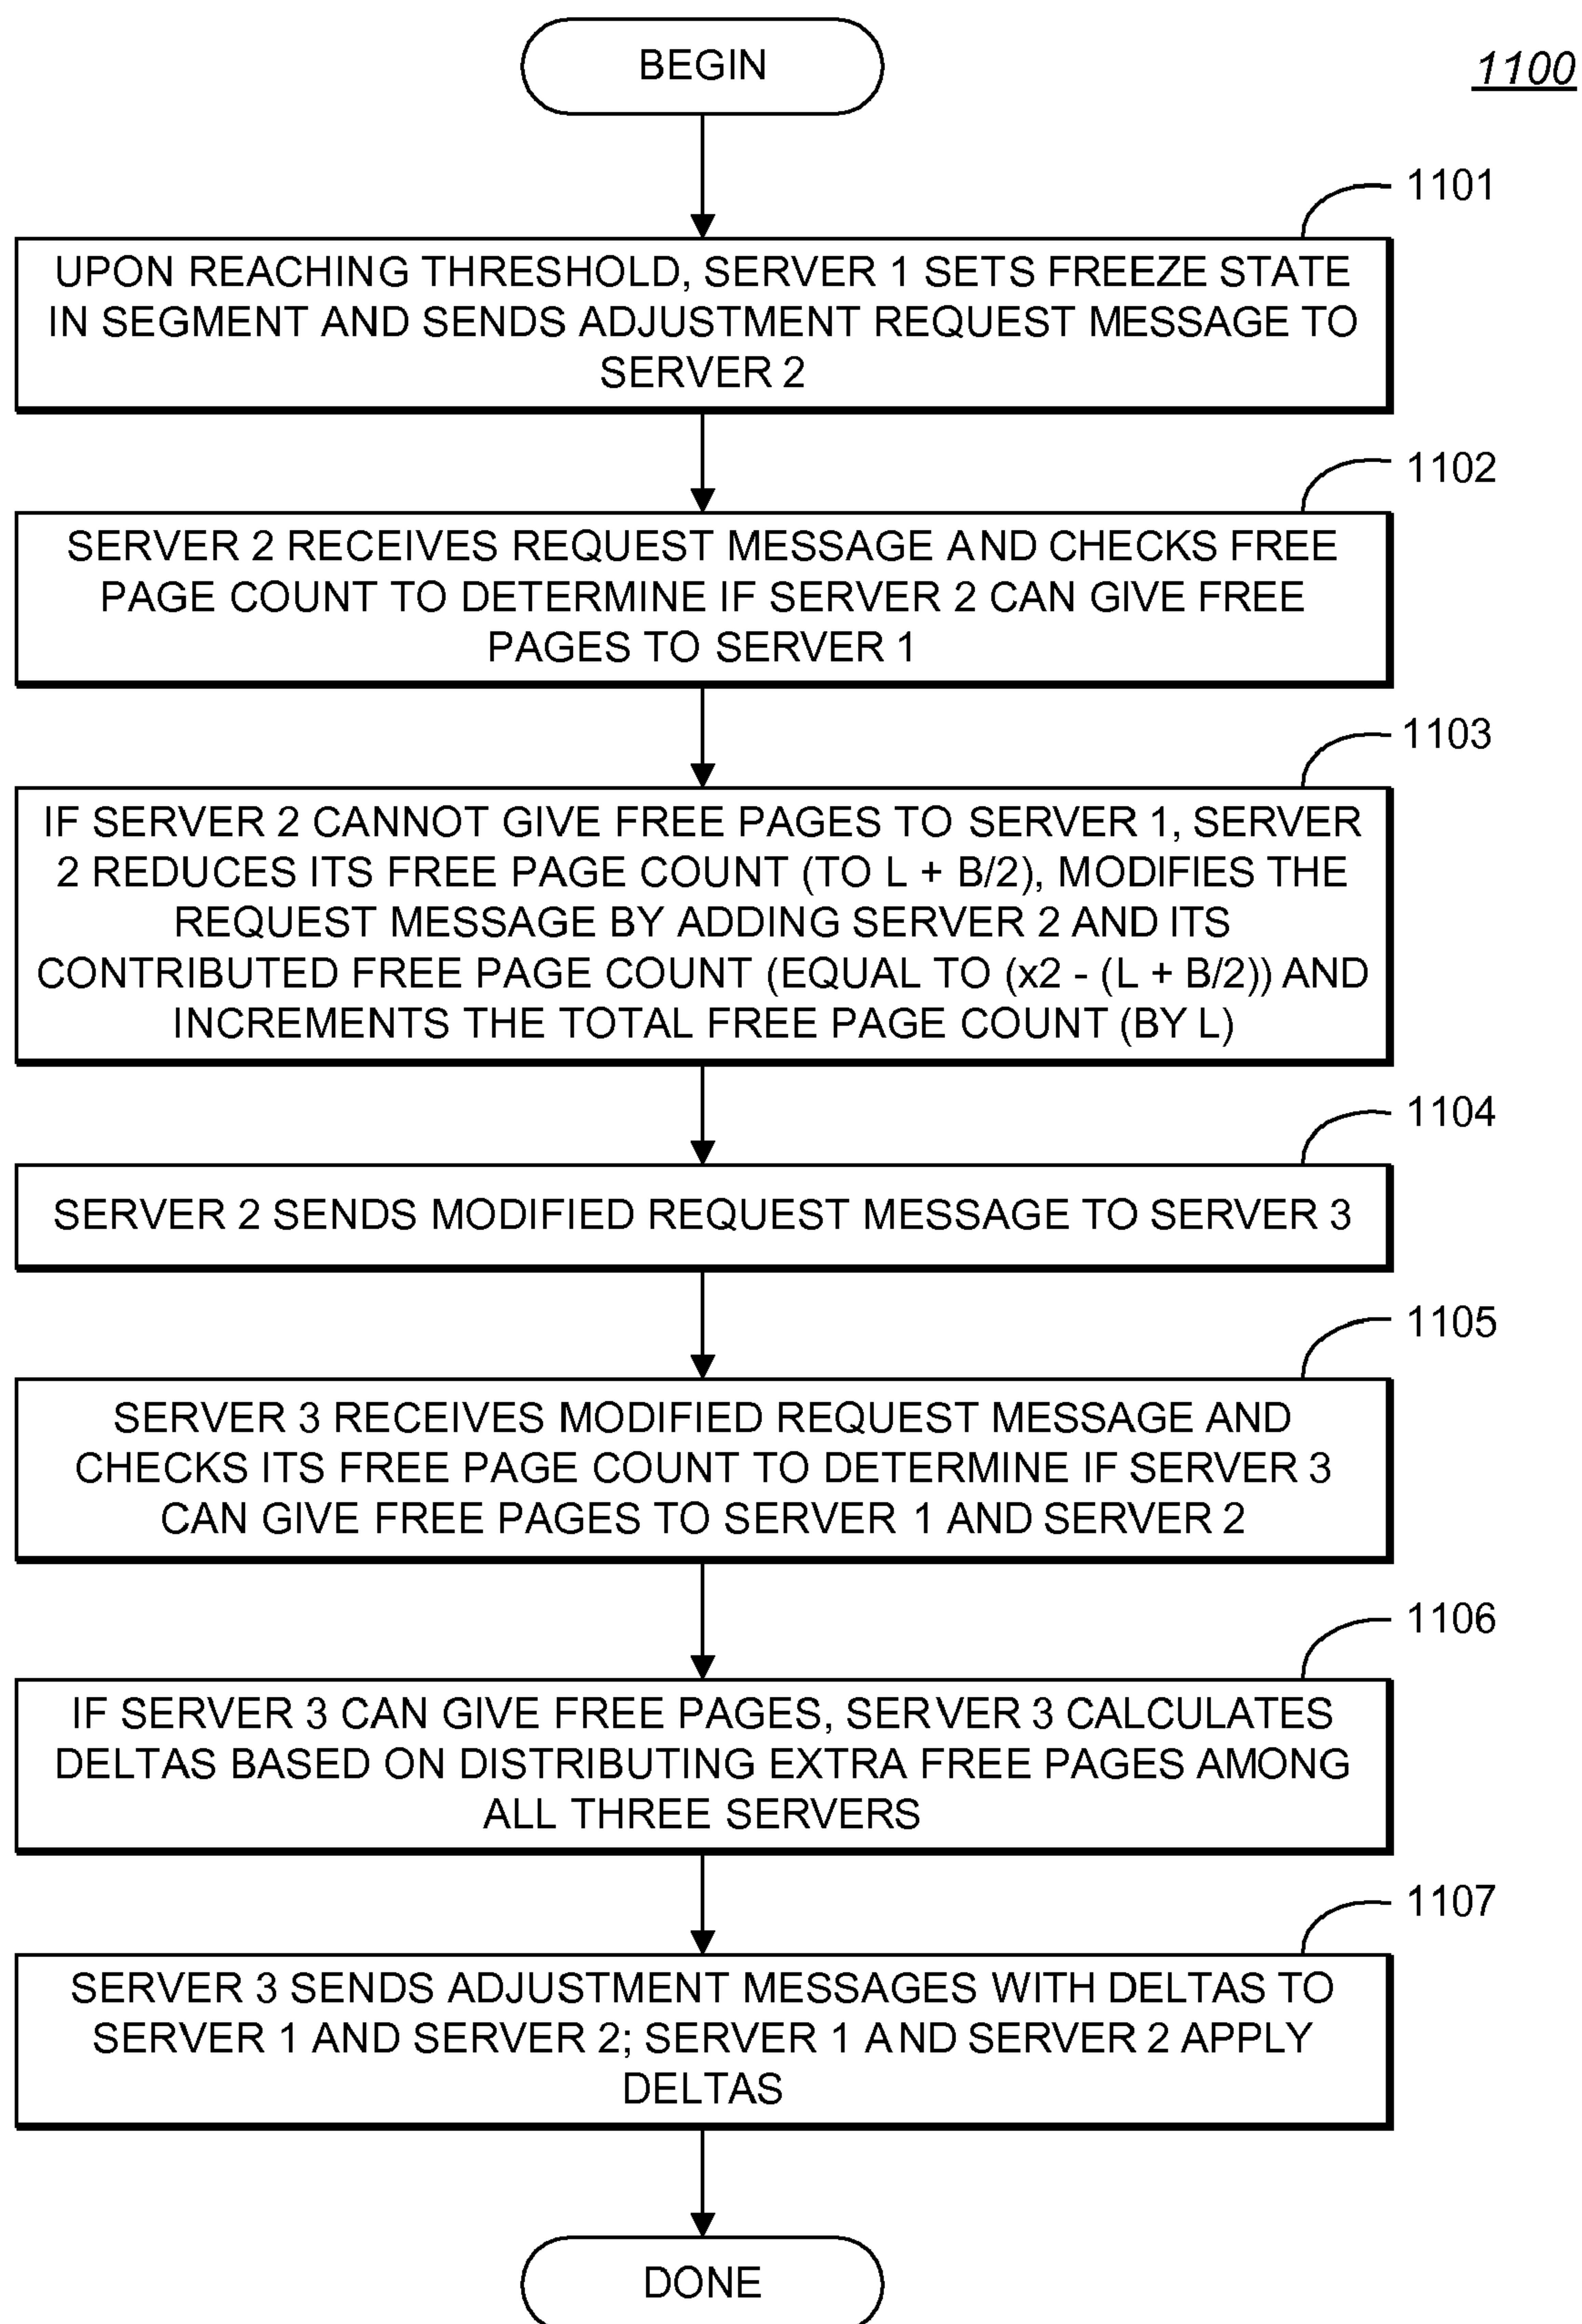 BEGIN
1100
1101
UPON REACHING THRESHOLD, SERVER 1 SETS FREEZE STATE
IN SEGMENT AND SENDS ADJUSTMENT REQUEST MESSAGE TO
SERVER 2
1102
SERVER 2 RECEIVES REQUEST MESSAGE AND CHECKS FREE
PAGE COUNT TO DETERMINE IF SERVER 2 CAN GIVE FREE
PAGES TO SERVER 1
1103
IF SERVER 2 CANNOT GIVE FREE PAGES TO SERVER 1, SERVER
2 REDUCES ITS FREE PAGE COUNT (TO L + B/2), MODIFIES THE
REQUEST MESSAGE BY ADDING SERVER 2 AND ITS
CONTRIBUTED FREE PAGE COUNT (EQUAL TO (x2 - (L + B/2)) AND
INCREMENTS THE TOTAL FREE PAGE COUNT (BY L)
1104
SERVER 2 SENDS MODIFIED REQUEST MESSAGE TO SERVER 3
1105
SERVER 3 RECEIVES MODIFIED REQUEST MESSAGE AND
CHECKS ITS FREE PAGE COUNT TO DETERMINE IF SERVER 3
CAN GIVE FREE PAGES TO SERVER 1 AND SERVER 2
1106
IF SERVER 3 CAN GIVE FREE PAGES, SERVER 3 CALCULATES
DELTAS BASED ON DISTRIBUTING EXTRA FREE PAGES AMONG
ALL THREE SERVERS
1107
SERVER 3 SENDS ADJUSTMENT MESSAGES WITH DELTAS TO
SERVER 1 AND SERVER 2; SERVER 1 AND SERVER 2 APPLY
DELTAS
DONE